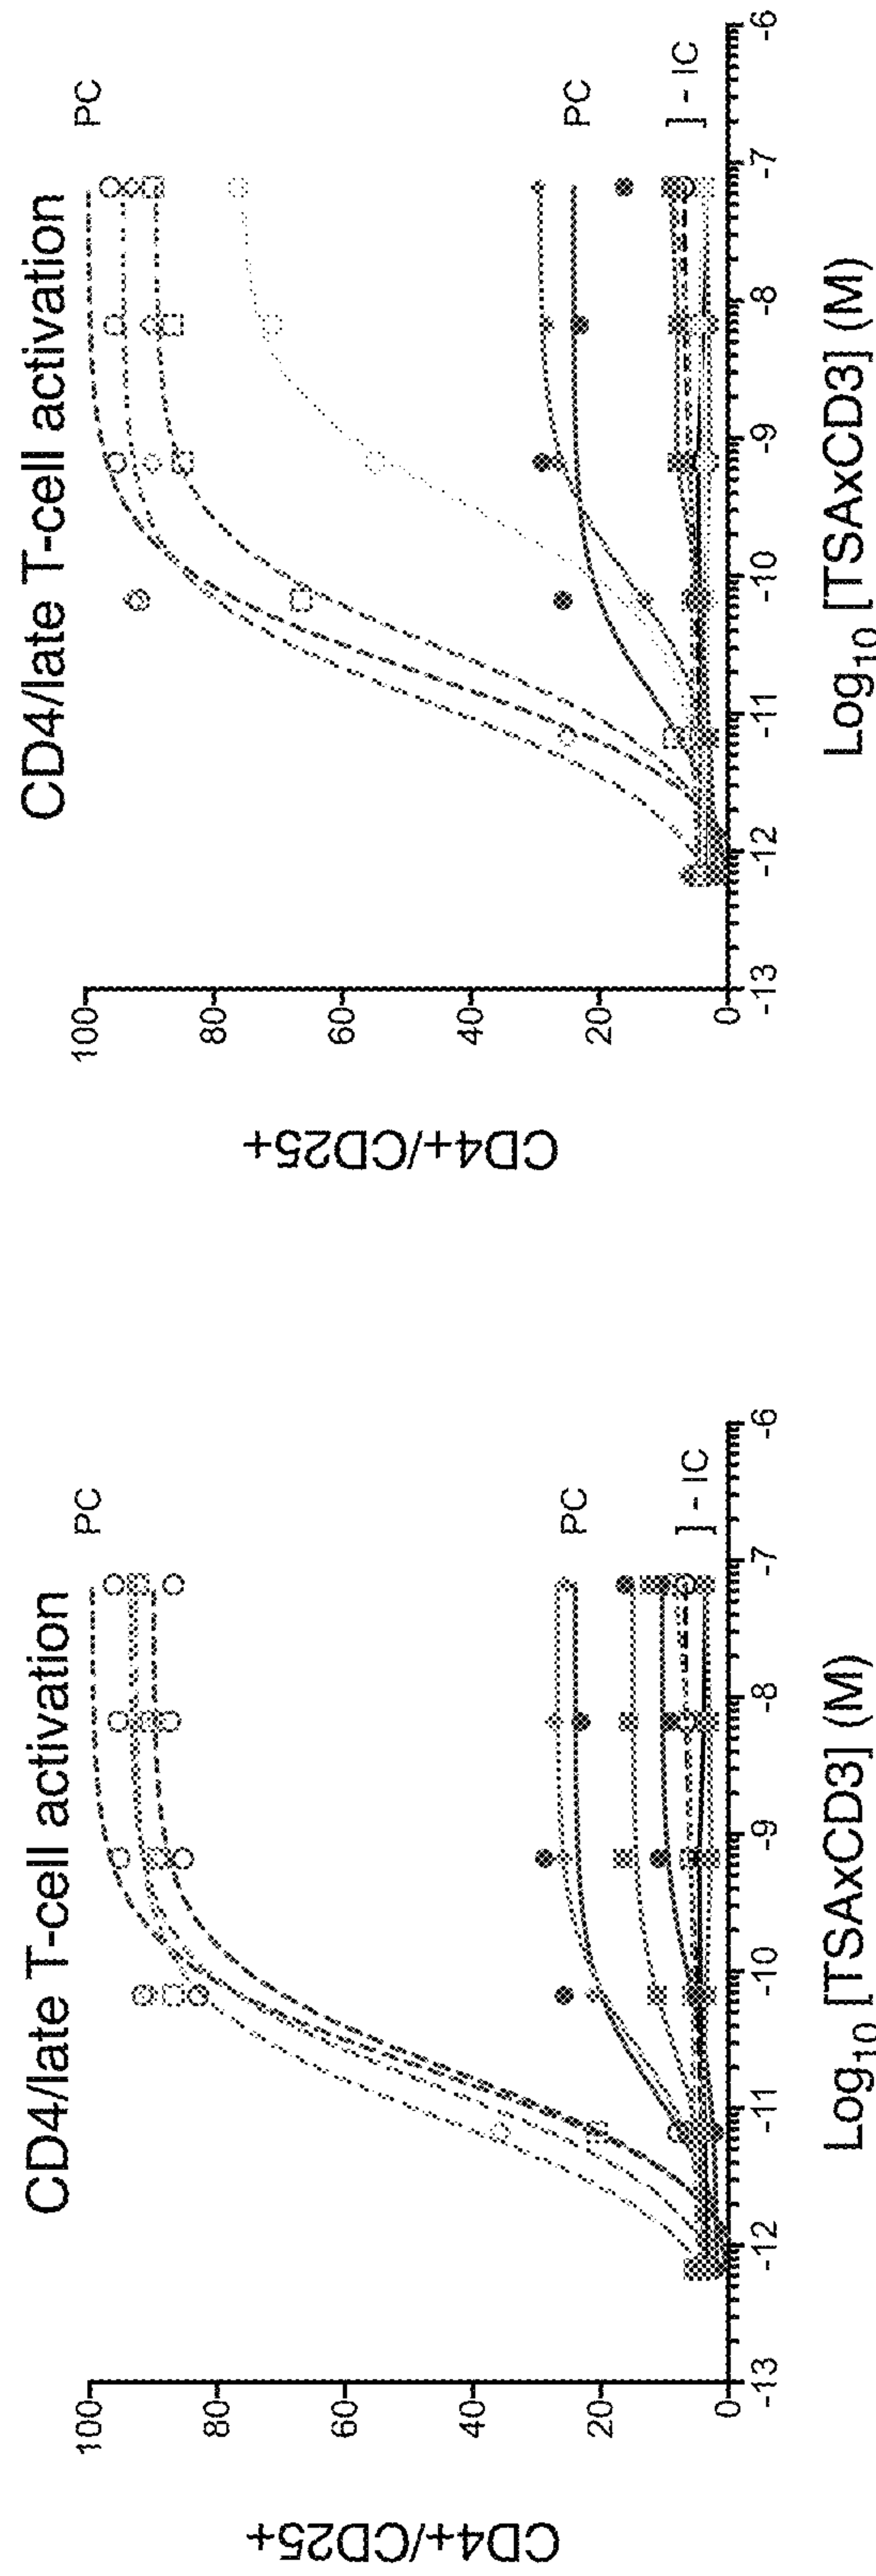 CD4/late T-cell activation
CD4+/CD25+
100
80
60
40
20
0
-13
-12
-11
-10
-9
-8
-7
-6
PC
PC
] - IC
Log10 [TSAxCD3] (M)
CD4/late T-cell activation
CD4+/CD25+
100
80
60
40
20
0
-13
-12
-11
-10
-9
-8
-7
-6
PC
PC
] - IC
Log10 [TSAxCD3] (M)